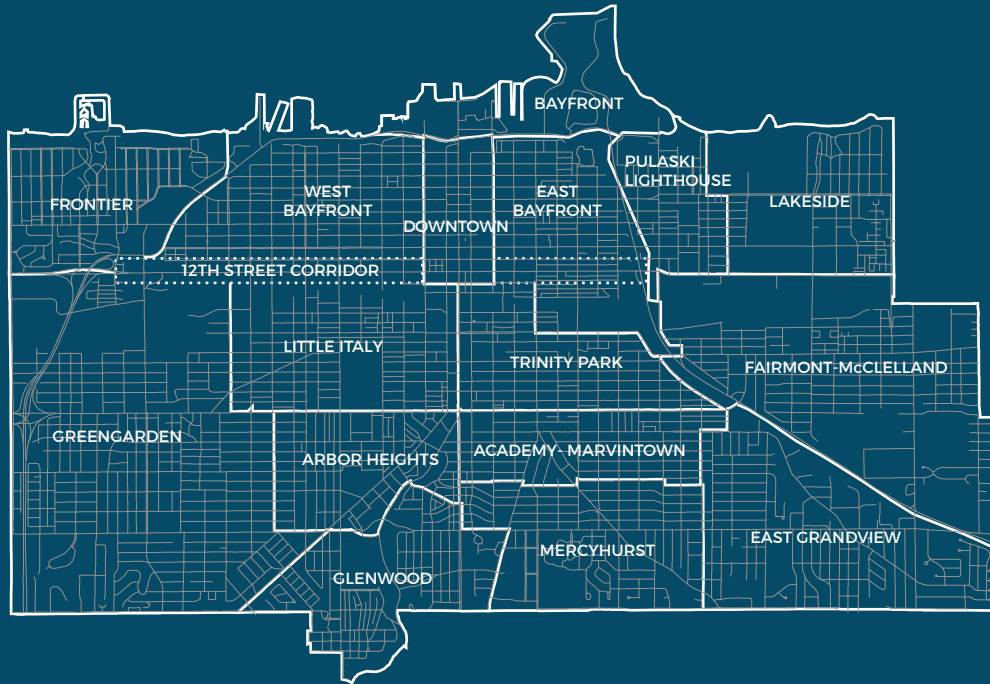 BAYFRONT
PULASKI
LIGHTHOUSE
WEST
BAYFRONT
EAST
BAYFRONT
FRONTIER
LAKESIDE
DOWNTOWN
12TH STREET CORRIDOR
LITTLE ITALY
TRINITY PARK
FAIRMONT-McCLELLAND
GREENGARDEN
ARBOR HEIGHTS
ACADEMY- MARVINTOWN
EAST GRANDVIEW
MERCYHURST
GLENWOOD